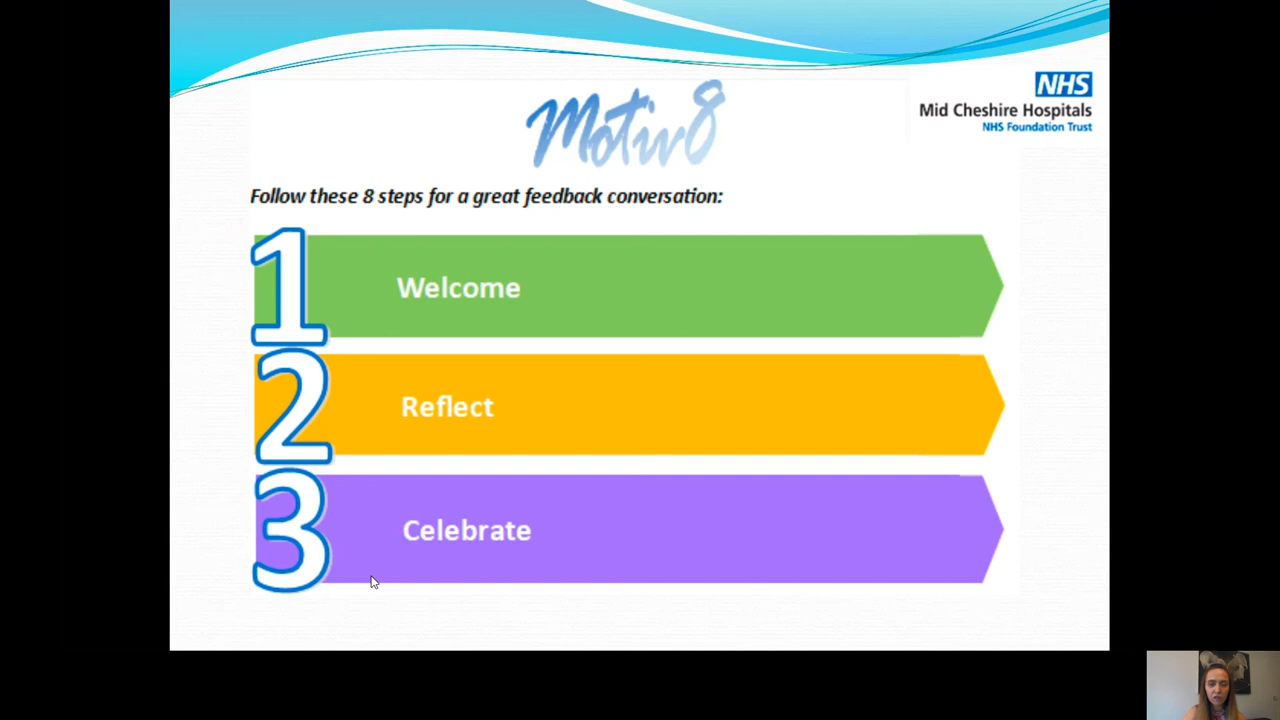 Motiv8
NHS
Mid Cheshire Hospitals
NHS Foundation Trust
Follow these 8 steps for a great feedback conversation:
1 Welcome
2 Reflect
3 Celebrate